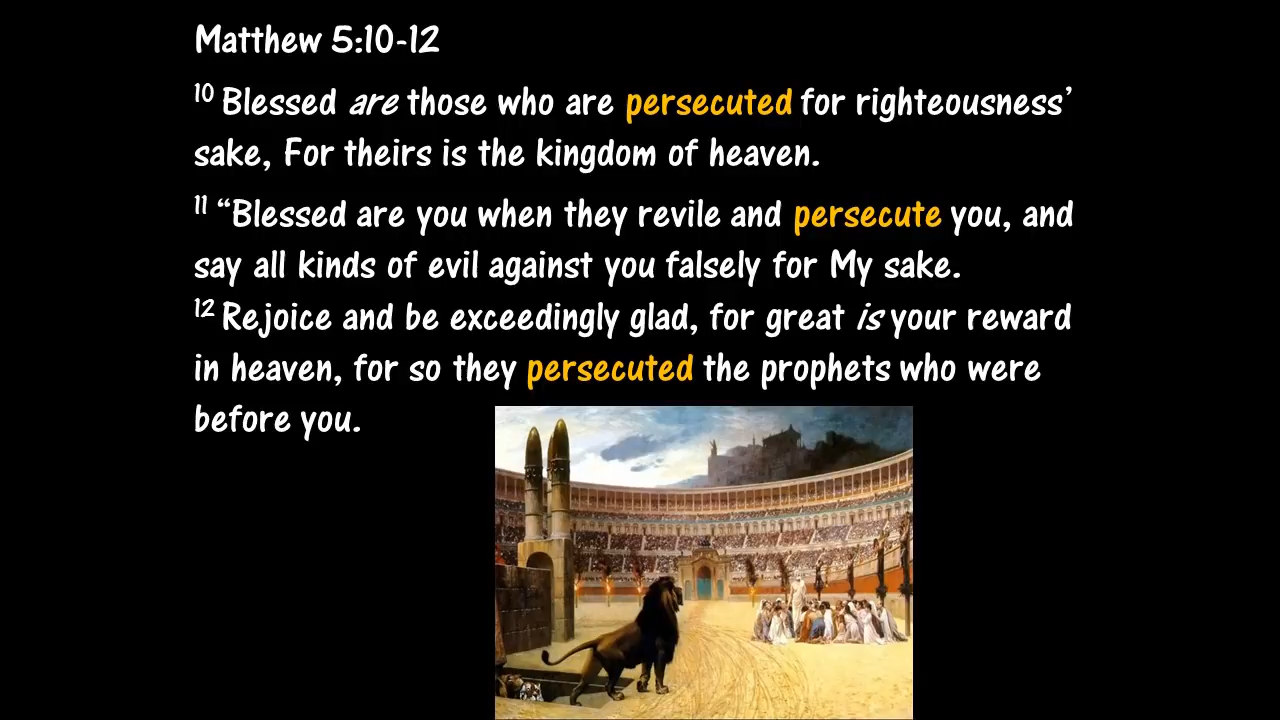 Matthew 5:10-12
10 Blessed are those who are persecuted for righteousness’
sake, For theirs is the kingdom of heaven.
11 “Blessed are you when they revile and persecute you, and
say all kinds of evil against you falsely for My sake.
12 Rejoice and be exceedingly glad, for great is your reward
in heaven, for so they persecuted the prophets who were
before you.